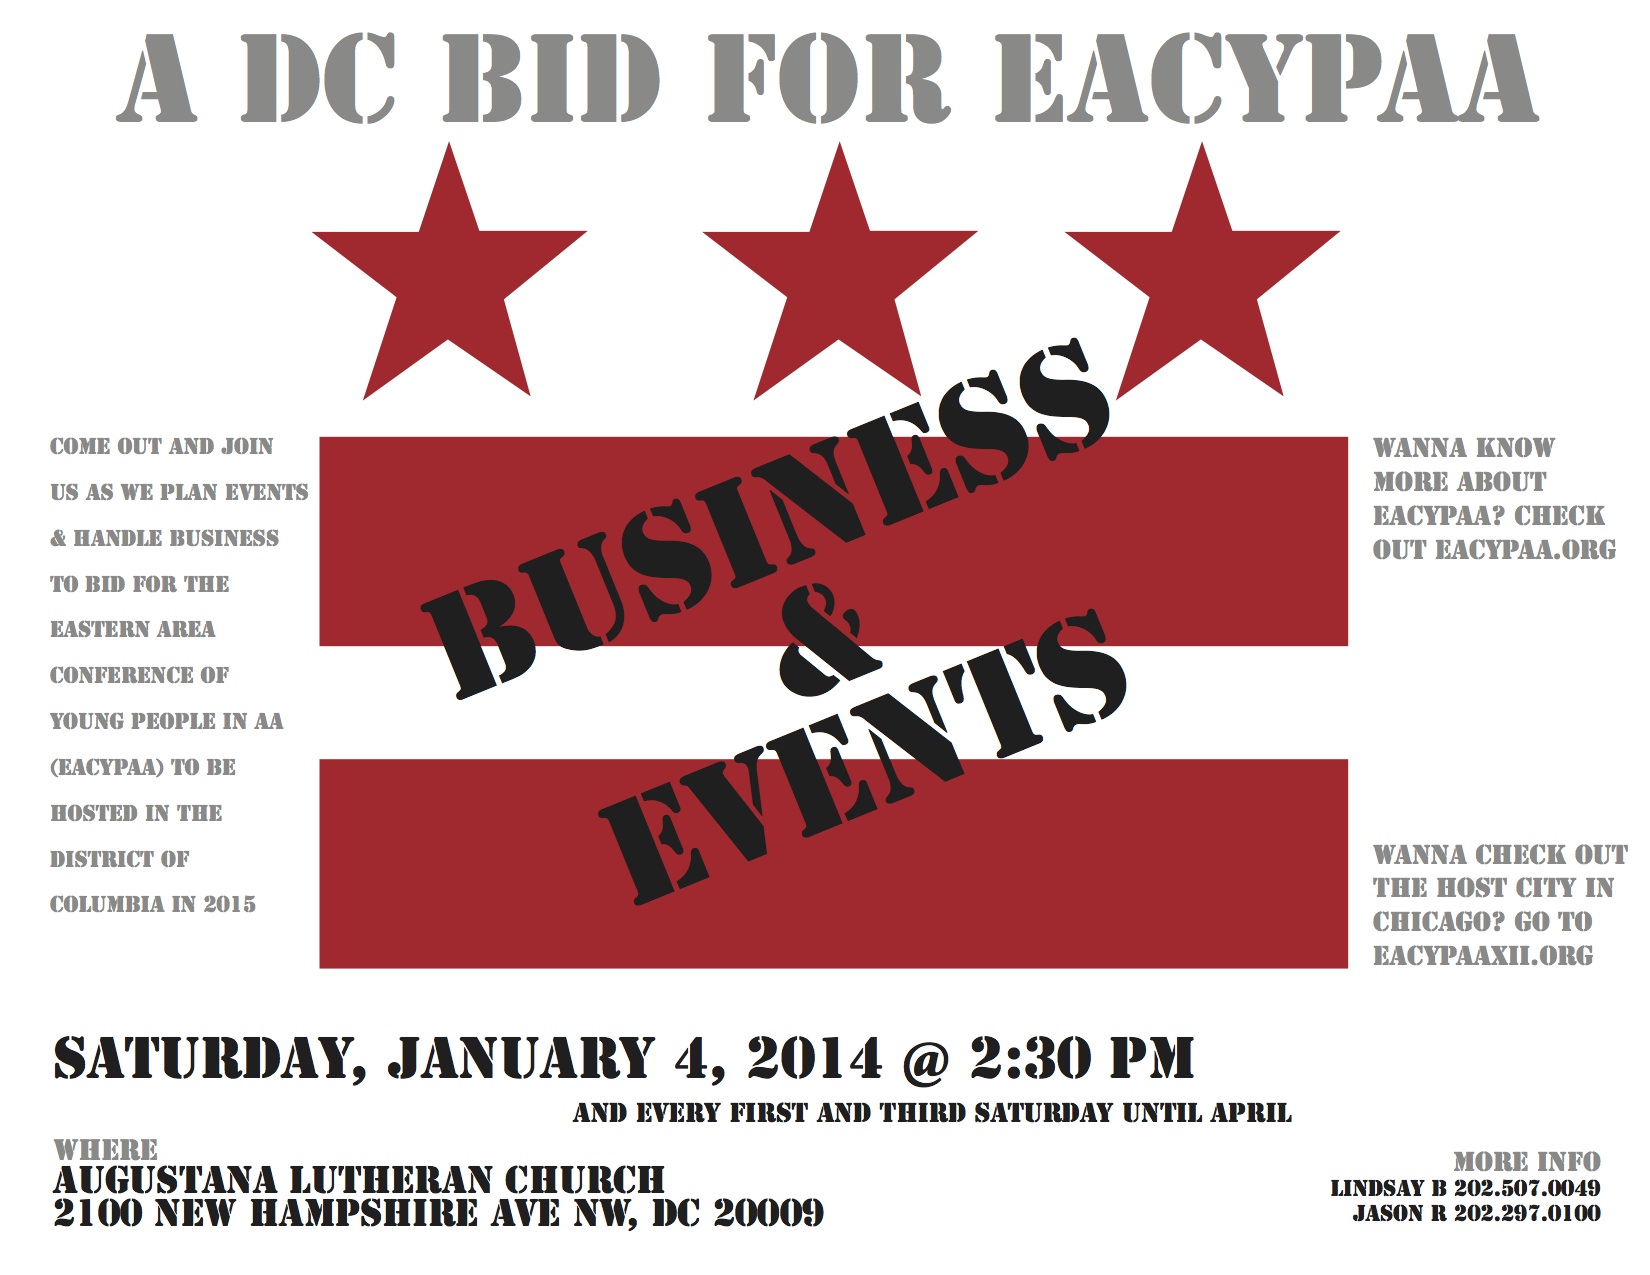 A DC BID FOR EACYPAA
BUSINESS
&
EVENTS
COME OUT AND JOIN
US AS WE PLAN EVENTS
& HANDLE BUSINESS
TO BID FOR THE
EASTERN AREA
CONFERENCE OF
YOUNG PEOPLE IN AA
(EACYPAA) TO BE
HOSTED IN THE
DISTRICT OF
COLUMBIA IN 2015
WANNA KNOW
MORE ABOUT
EACYPAA? CHECK
OUT EACYPAA.ORG
WANNA CHECK OUT
THE HOST CITY IN
CHICAGO? GO TO
EACYPAAXII.ORG
SATURDAY, JANUARY 4, 2014 @ 2:30 PM
AND EVERY FIRST AND THIRD SATURDAY UNTIL APRIL
WHERE
AUGUSTANA LUTHERAN CHURCH
2100 NEW HAMPSHIRE AVE NW, DC 20009
MORE INFO
LINDSAY B 202.507.0049
JASON R 202.297.0100